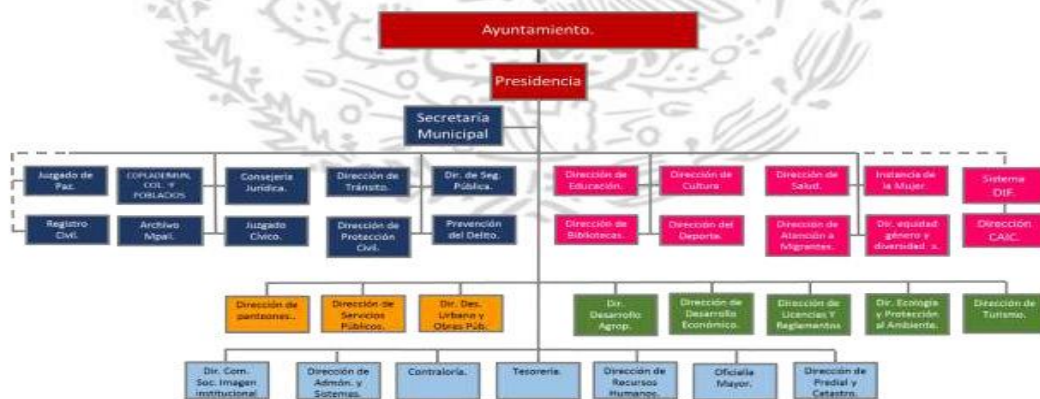 Ayuntamiento.
Presidencia
Secretaría
Municipal
Juzgado de
Paz.
COPLADEMUN,
COL. Y
POBLADOS
Consejería
Jurídica.
Dirección de
Tránsito.
Dir. de Seg.
Pública.
Dirección de
Educación.
Dirección de
Cultura
Dirección de
Salud.
Instancia de
la Mujer.
Sistema
DIF.
Registro
Civil.
Archivo
Mpal.
Juzgado
Cívico.
Dirección de
Protección
Civil.
Prevención
del Delito.
Dirección de
Bibliotecas.
Dirección del
Deporte.
Dirección de
Atención a
Migrantes.
Dir. equidad
género y
diversidad s.
Dirección
CAIC.
Dirección de
panteones..
Dirección de
Servicios
Públicos.
Dir. Des.
Urbano y
Obras Púb.
Dir.
Desarrollo
Agrop.
Dirección de
Desarrollo
Económico.
Dirección de
Licencias Y
Reglamentos
Dir. Ecología
y Protección
al Ambiente.
Dirección de
Turismo.
Dir. Com.
Soc. Imagen
institucional
Dirección de
Admón. y
Sistemas.
Contraloría.
Tesorería.
Dirección de
Recursos
Humanos.
Oficialía
Mayor.
Dirección de
Predial y
Catastro.